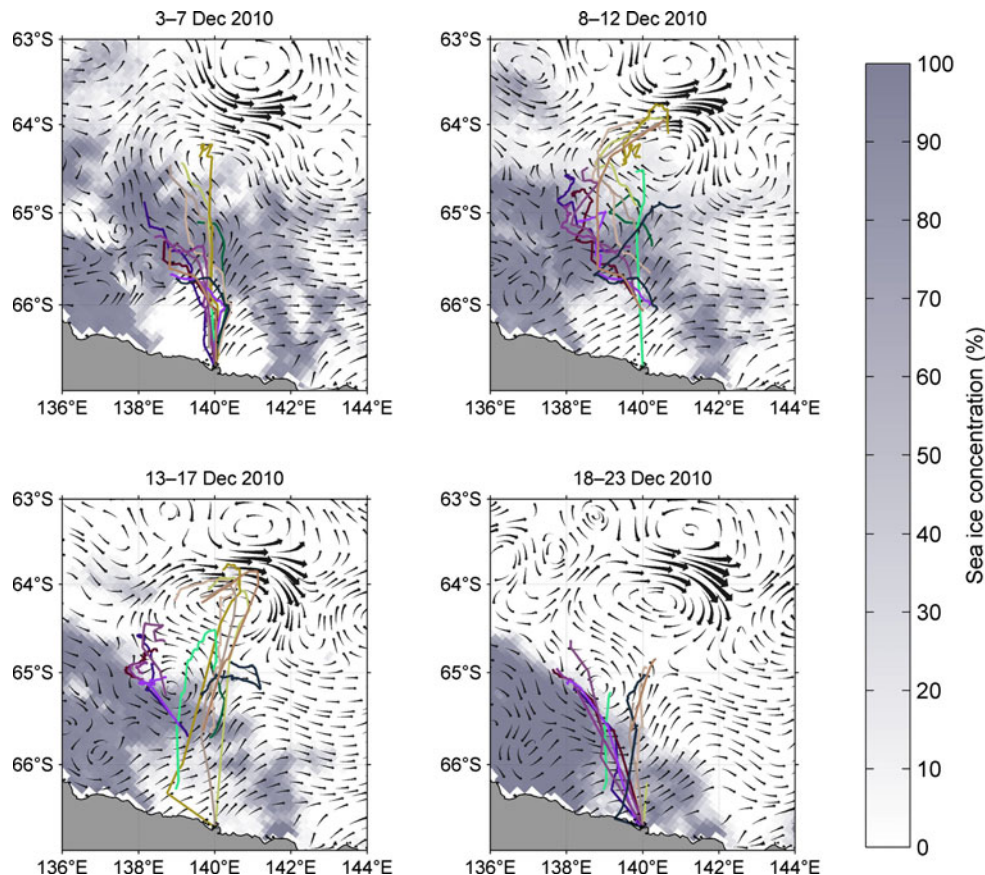 3–7 Dec 2010
8–12 Dec 2010
63°S
64°S
65°S
66°S
136°E 138°E 140°E 142°E 144°E
63°S
64°S
65°S
66°S
136°E 138°E 140°E 142°E 144°E
13–17 Dec 2010
18–23 Dec 2010
63°S
64°S
65°S
66°S
136°E 138°E 140°E 142°E 144°E
63°S
64°S
65°S
66°S
136°E 138°E 140°E 142°E 144°E
100
90
80
70
60
50
40
30
20
10
0
Sea ice concentration (%)